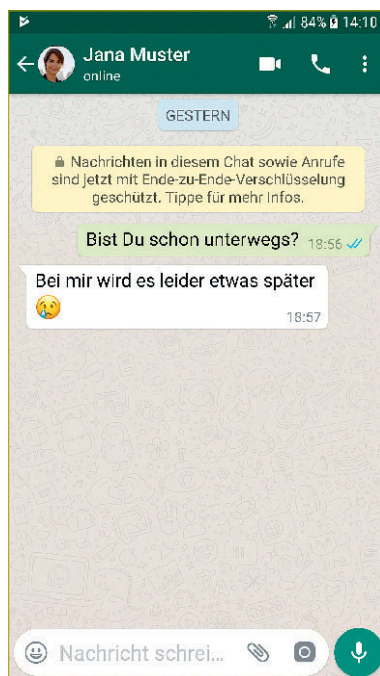 84% 14:10
Jana Muster
online
GESTERN
Nachrichten in diesem Chat sowie Anrufe
sind jetzt mit Ende-zu-Ende-Verschlüsselung
geschützt. Tippe für mehr Infos.
Bist Du schon unterwegs? 18:56
Bei mir wird es leider etwas später
😢
18:57
Nachricht schrei...